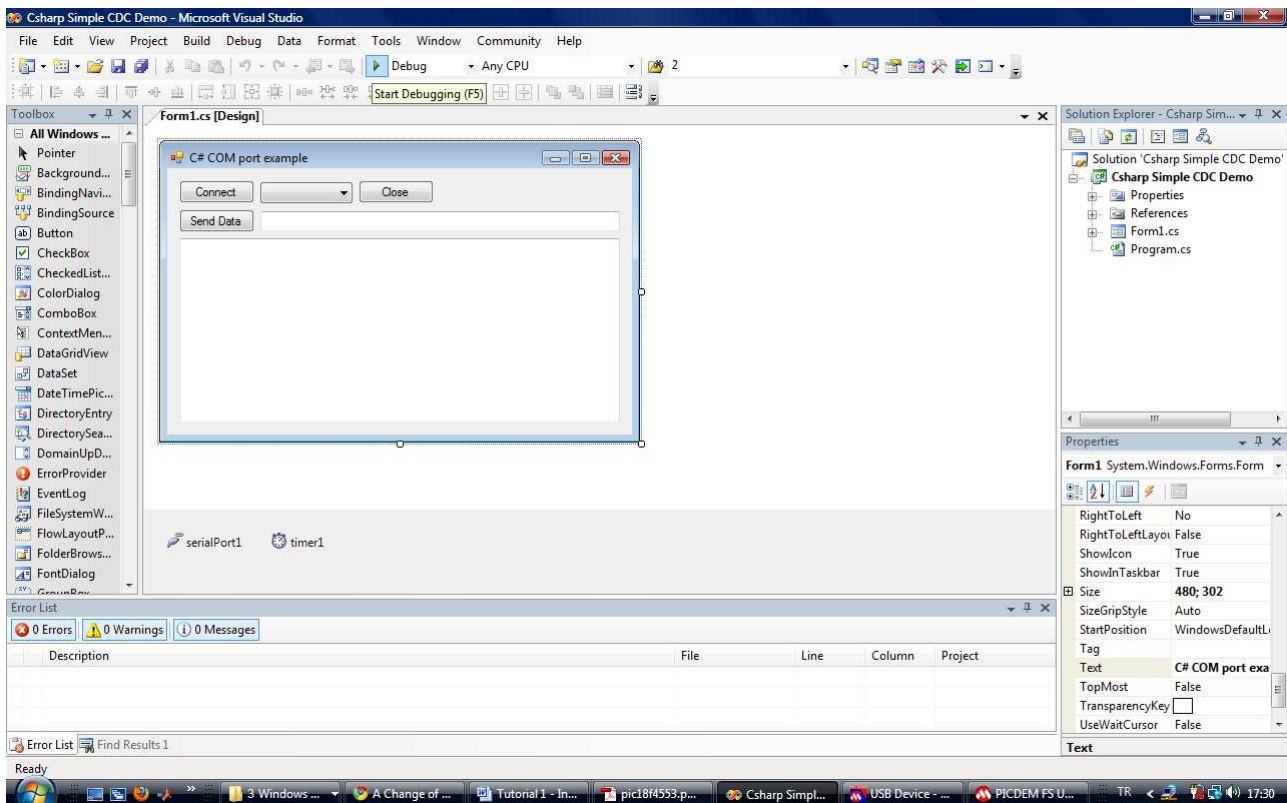 Csharp Simple CDC Demo - Microsoft Visual Studio
File Edit View Project Build Debug Data Format Tools Window Community Help
Debug Any CPU 2
Start Debugging (F5)
Toolbox
All Windows ...
Pointer
Background...
BindingNavi...
BindingSource
Button
CheckBox
CheckedList...
ColorDialog
ComboBox
ContextMen...
DataGridView
DataSet
DateTimePic...
DirectoryEntry
DirectorySea...
DomainUpD...
ErrorProvider
EventLog
FileSystemW...
FlowLayoutP...
FolderBrows...
FontDialog
GroupBox
Form1.cs [Design]
C# COM port example
Connect Close
Send Data
serialPort1 timer1
Solution Explorer - Csharp Sim...
Solution 'Csharp Simple CDC Demo'
Csharp Simple CDC Demo
Properties
References
Form1.cs
Program.cs
Properties
Form1 System.Windows.Forms.Form
RightToLeft No
RightToLeftLayou False
ShowIcon True
ShowInTaskbar True
Size 480; 302
SizeGripStyle Auto
StartPosition WindowsDefaultL
Tag
Text C# COM port exa
TopMost False
TransparencyKey
UseWaitCursor False
Text
Error List
0 Errors 0 Warnings 0 Messages
Description File Line Column Project
Error List Find Results 1
Ready
3 Windows ... A Change of ... Tutorial 1 - In... pic18f4553.p... Csharp Simpl... USB Device - ... PICDEM FS U... TR 17:30